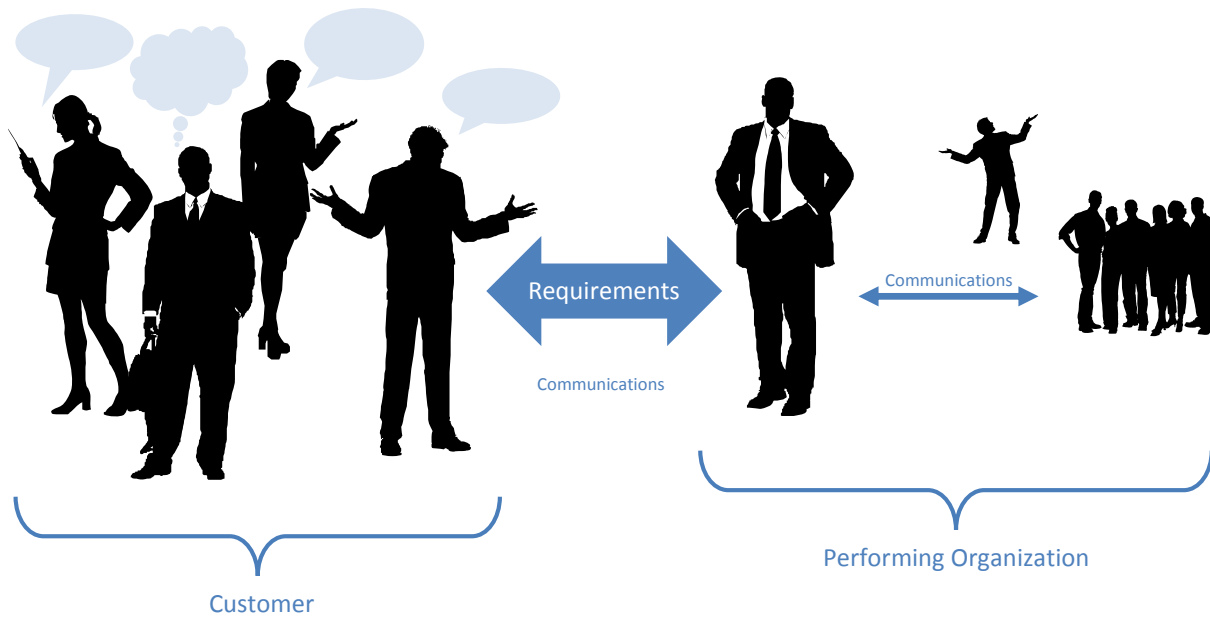 Requirements
Communications
Communications
Performing Organization
Customer